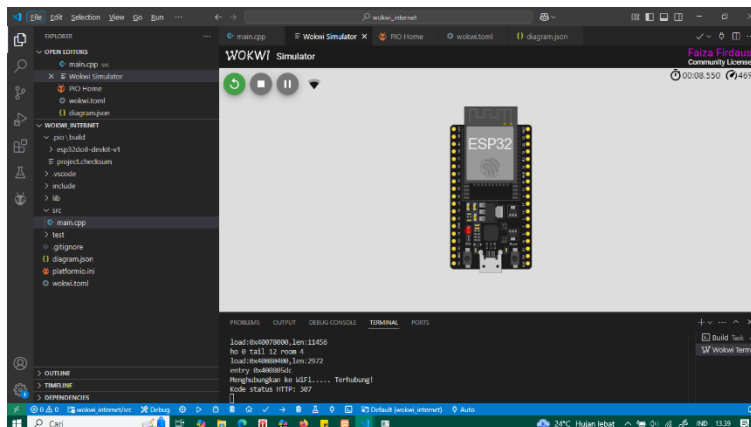 File Edit Selection View Go Run ...
wokwi_internet
EXPLORER
OPEN EDITORS
main.cpp src
Wokwi Simulator
PIO Home
wokwi.toml
diagram.json
WOKWI_INTERNET
.pio\build
esp32doit-devkit-v1
project.checksum
.vscode
include
lib
src
main.cpp
test
.gitignore
diagram.json
platformio.ini
wokwi.toml
OUTLINE
TIMELINE
DEPENDENCIES
main.cpp
Wokwi Simulator
PIO Home
wokwi.toml
diagram.json
WOKWI Simulator
Faiza Firdaus
Community License
00:08.550
ESP32
PROBLEMS OUTPUT DEBUG CONSOLE TERMINAL PORTS
load:0x40078000,len:11456
ho 0 tail 12 room 4
load:0x40080400,len:2972
entry 0x400805dc
Menghubungkan ke WiFi..... Terhubung!
Kode status HTTP: 307
Build Task
Wokwi Term
0 0 wokwi_internet/src Debug Default (wokwi_internet) Auto
Cari
24°C Hujan lebat
IND 13.39